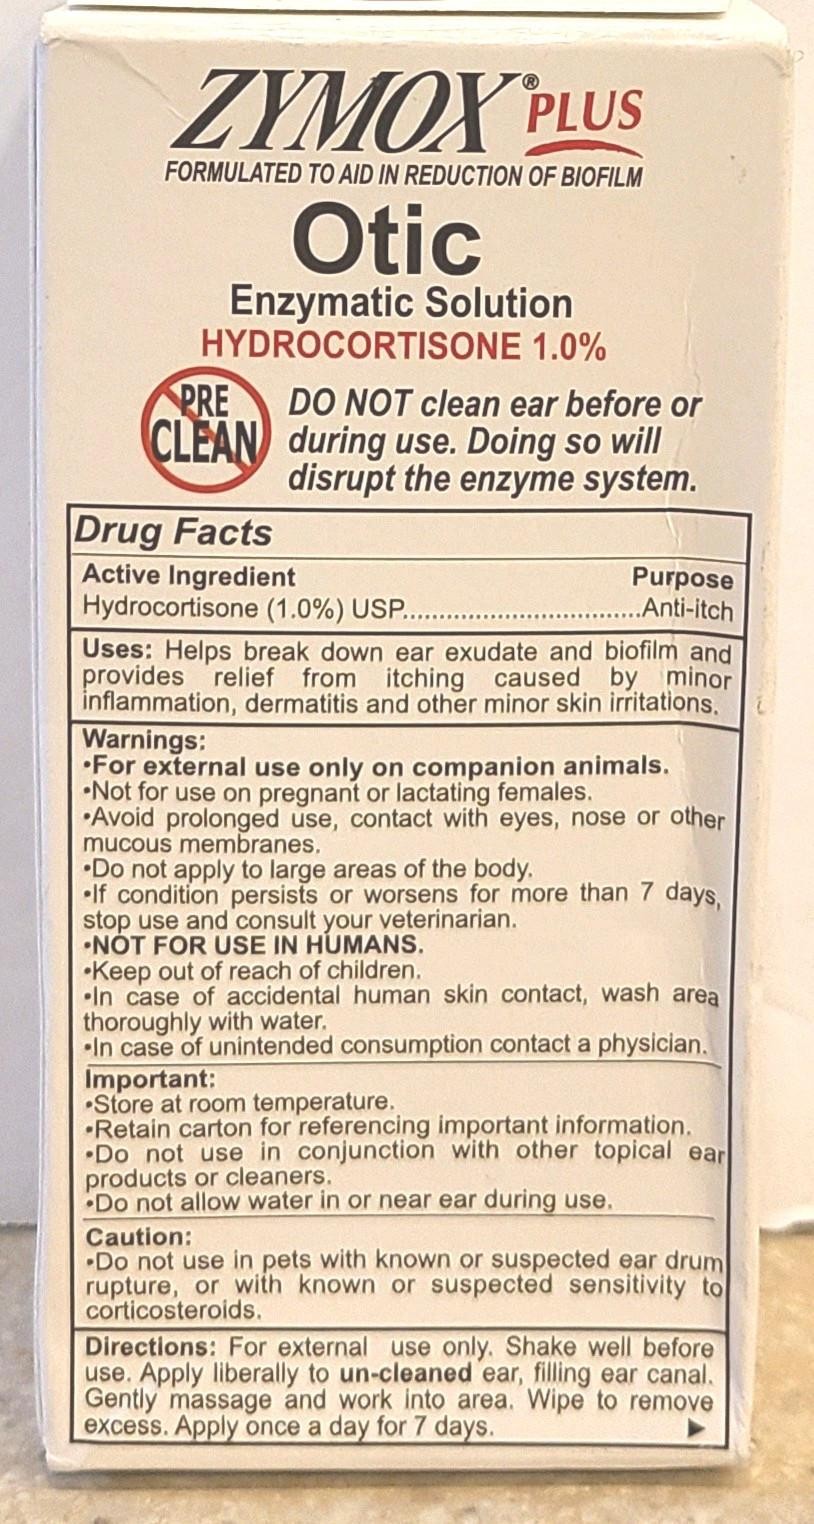 ZYMOX® PLUS
FORMULATED TO AID IN REDUCTION OF BIOFILM
Otic
Enzymatic Solution
HYDROCORTISONE 1.0%
PRE
CLEAN
DO NOT clean ear before or
during use. Doing so will
disrupt the enzyme system.
Drug Facts
Active Ingredient Purpose
Hydrocortisone (1.0%) USP.................................Anti-itch
Uses: Helps break down ear exudate and biofilm and
provides relief from itching caused by minor
inflammation, dermatitis and other minor skin irritations.
Warnings:
•For external use only on companion animals.
•Not for use on pregnant or lactating females.
•Avoid prolonged use, contact with eyes, nose or other
mucous membranes.
•Do not apply to large areas of the body.
•If condition persists or worsens for more than 7 days,
stop use and consult your veterinarian.
•NOT FOR USE IN HUMANS.
•Keep out of reach of children.
•In case of accidental human skin contact, wash area
thoroughly with water.
•In case of unintended consumption contact a physician.
Important:
•Store at room temperature.
•Retain carton for referencing important information.
•Do not use in conjunction with other topical ear
products or cleaners.
•Do not allow water in or near ear during use.
Caution:
•Do not use in pets with known or suspected ear drum
rupture, or with known or suspected sensitivity to
corticosteroids.
Directions: For external use only. Shake well before
use. Apply liberally to un-cleaned ear, filling ear canal.
Gently massage and work into area. Wipe to remove
excess. Apply once a day for 7 days.